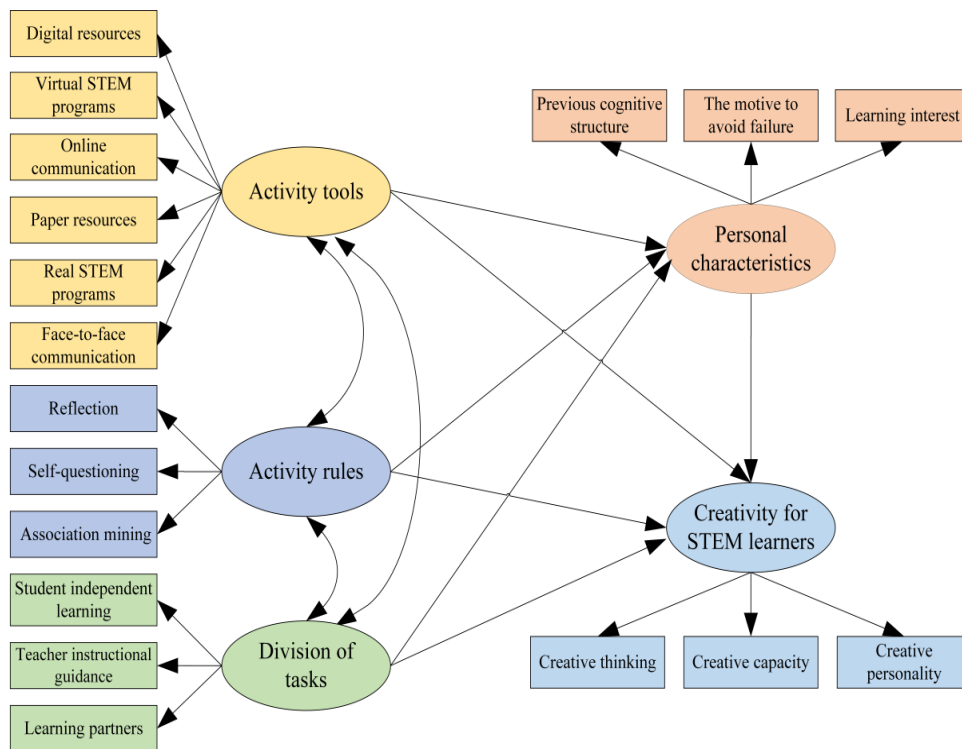 Digital resources
Virtual STEM
programs
Online
communication
Paper resources
Real STEM
programs
Face-to-face
communication
Reflection
Self-questioning
Association mining
Student independent
learning
Teacher instructional
guidance
Learning partners
Activity tools
Activity rules
Division of
tasks
Previous cognitive
structure
The motive to
avoid failure
Learning interest
Personal
characteristics
Creativity for
STEM learners
Creative thinking
Creative capacity
Creative
personality